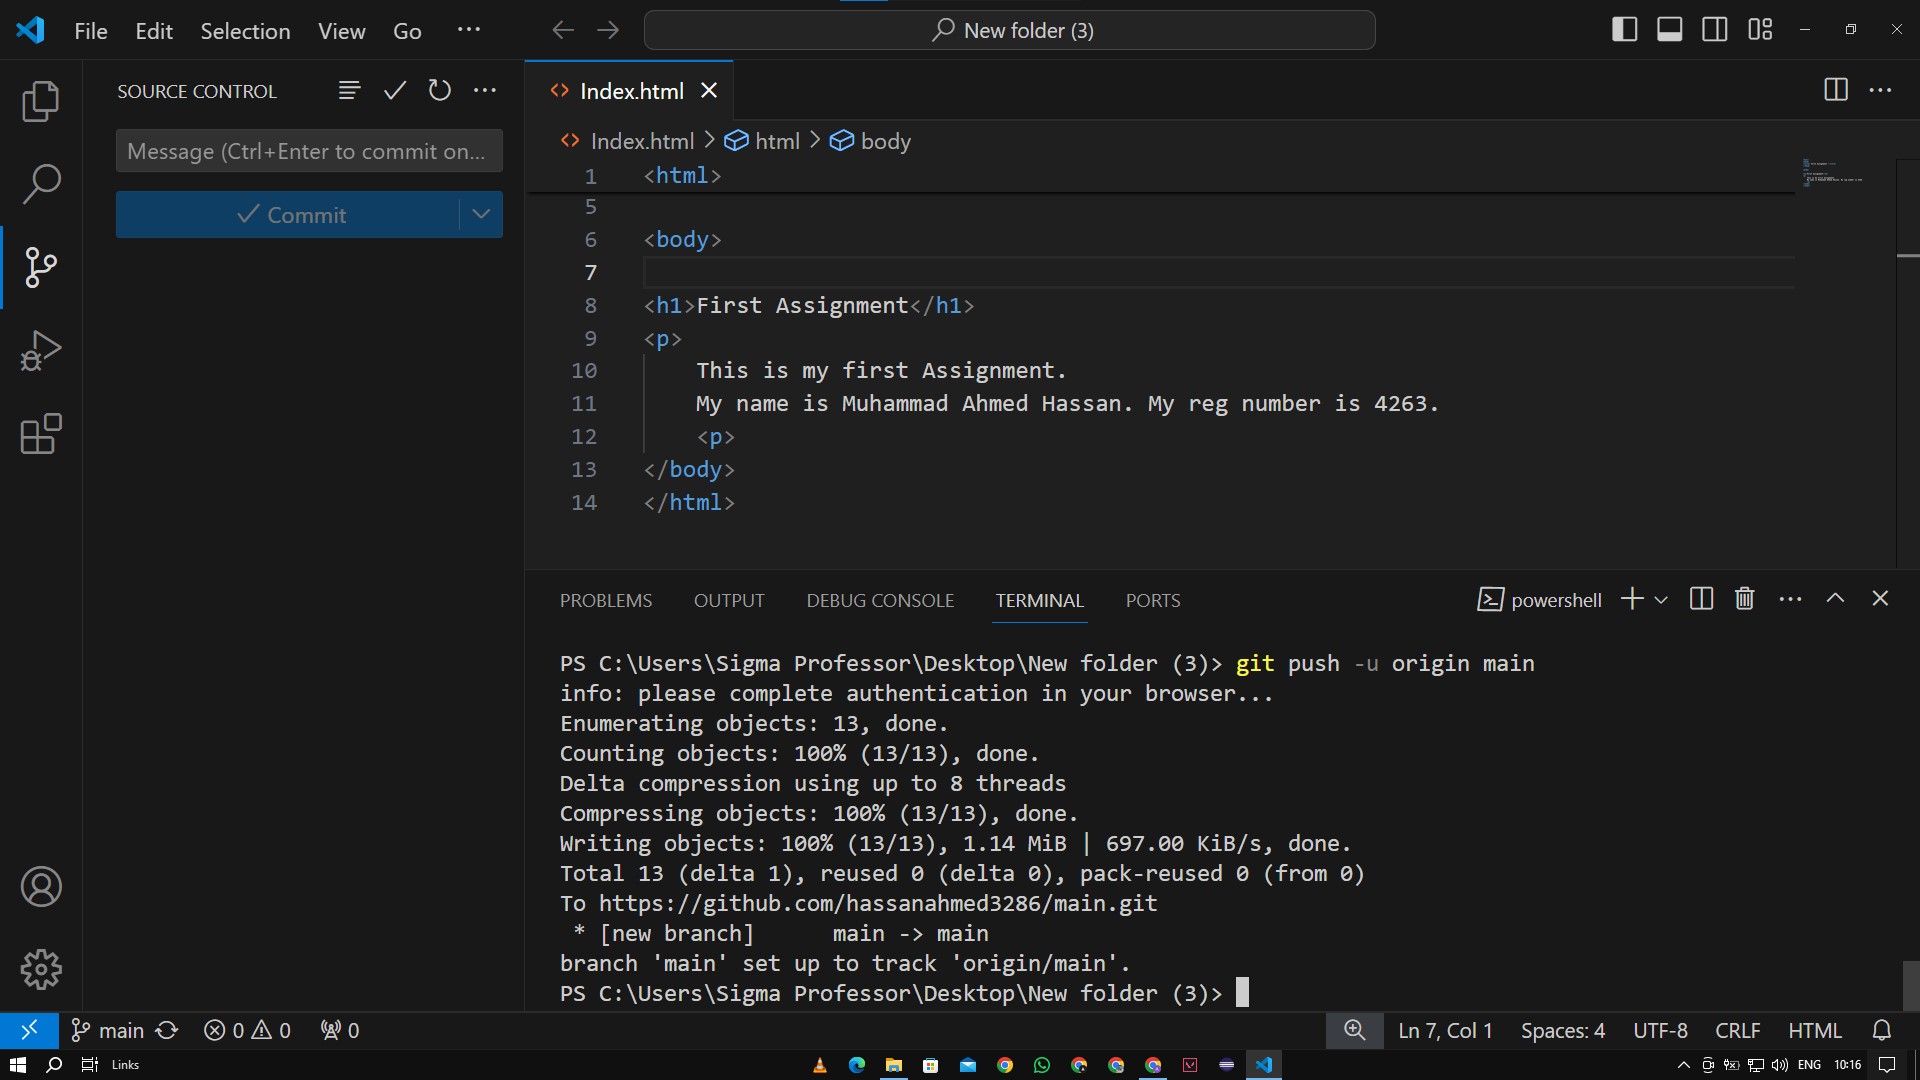 File Edit Selection View Go ...
New folder (3)
SOURCE CONTROL
Message (Ctrl+Enter to commit on...
Commit
Index.html
Index.html > html > body
1 <html>
5
6 <body>
7
8 <h1>First Assignment</h1>
9 <p>
10 This is my first Assignment.
11 My name is Muhammad Ahmed Hassan. My reg number is 4263.
12 <p>
13 </body>
14 </html>
PROBLEMS OUTPUT DEBUG CONSOLE TERMINAL PORTS
powershell
PS C:\Users\Sigma Professor\Desktop\New folder (3)> git push -u origin main
info: please complete authentication in your browser...
Enumerating objects: 13, done.
Counting objects: 100% (13/13), done.
Delta compression using up to 8 threads
Compressing objects: 100% (13/13), done.
Writing objects: 100% (13/13), 1.14 MiB | 697.00 KiB/s, done.
Total 13 (delta 1), reused 0 (delta 0), pack-reused 0 (from 0)
To https://github.com/hassanahmed3286/main.git
* [new branch] main -> main
branch 'main' set up to track 'origin/main'.
PS C:\Users\Sigma Professor\Desktop\New folder (3)>
main 0 0 0 Ln 7, Col 1 Spaces: 4 UTF-8 CRLF HTML
Links ENG 10:16